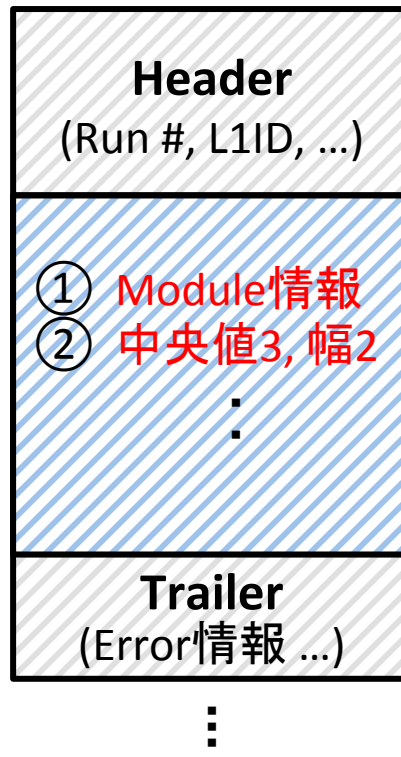 Header
(Run #, L1ID, ...)
① Module情報
② 中央値3, 幅2
⋮
Trailer
(Error情報 ...)
⋮